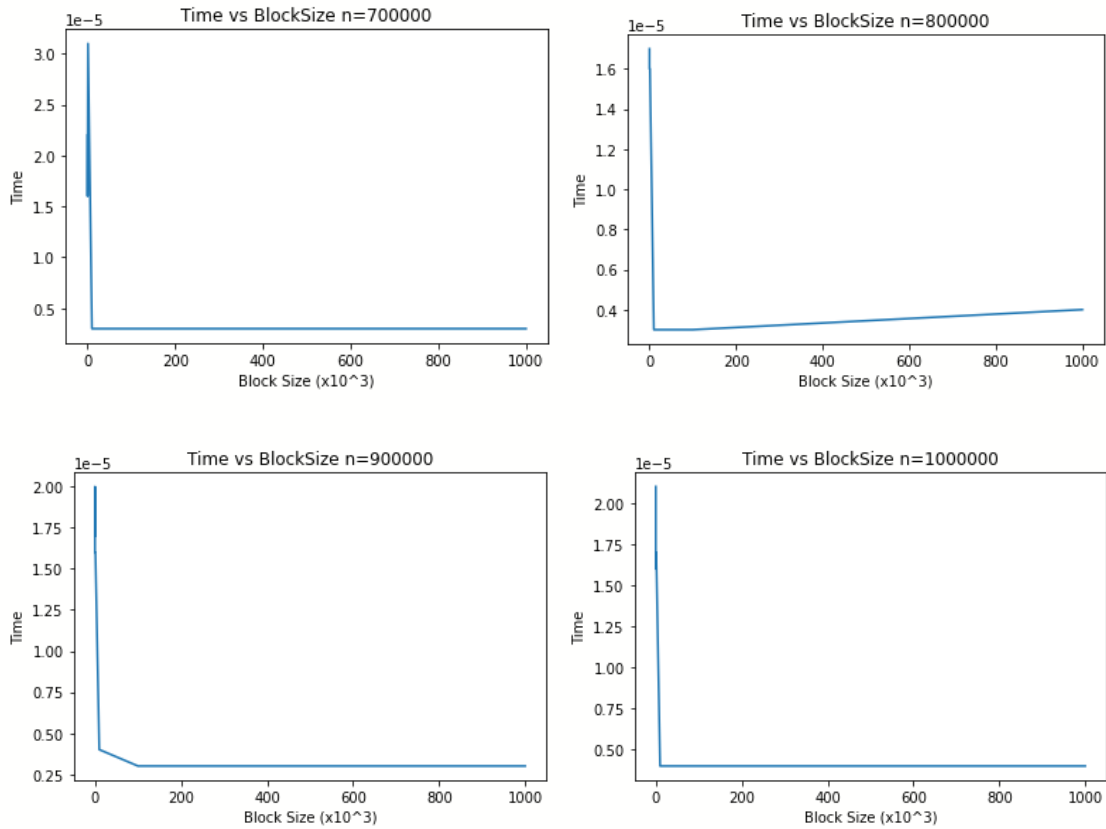 Time vs BlockSize n=700000
1e−5
3.0
2.5
2.0
1.5
1.0
0.5
Time
0 200 400 600 800 1000
Block Size (x10^3)
Time vs BlockSize n=800000
1e−5
1.6
1.4
1.2
1.0
0.8
0.6
0.4
Time
0 200 400 600 800 1000
Block Size (x10^3)
Time vs BlockSize n=900000
1e−5
2.00
1.75
1.50
1.25
1.00
0.75
0.50
0.25
Time
0 200 400 600 800 1000
Block Size (x10^3)
Time vs BlockSize n=1000000
1e−5
2.00
1.75
1.50
1.25
1.00
0.75
0.50
Time
0 200 400 600 800 1000
Block Size (x10^3)